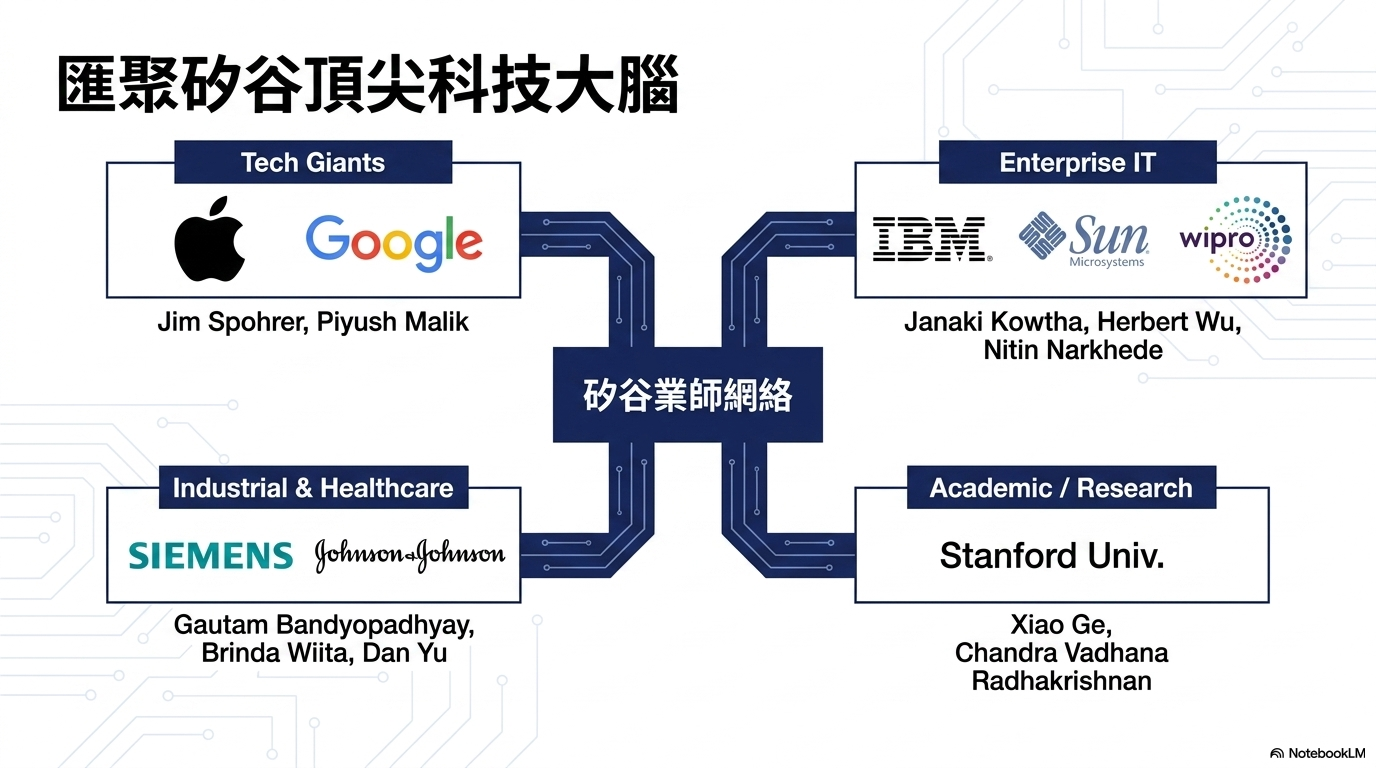 匯聚矽谷頂尖科技大腦
Tech Giants
Google
Jim Spohrer, Piyush Malik
Enterprise IT
IBM®
Sun
Microsystems
wipro
Janaki Kowtha, Herbert Wu,
Nitin Narkhede
矽谷業師網絡
Industrial & Healthcare
SIEMENS
Johnson+Johnson
Gautam Bandyopadhyay,
Brinda Wiita, Dan Yu
Academic / Research
Stanford Univ.
Xiao Ge,
Chandra Vadhana
Radhakrishnan
NotebookLM